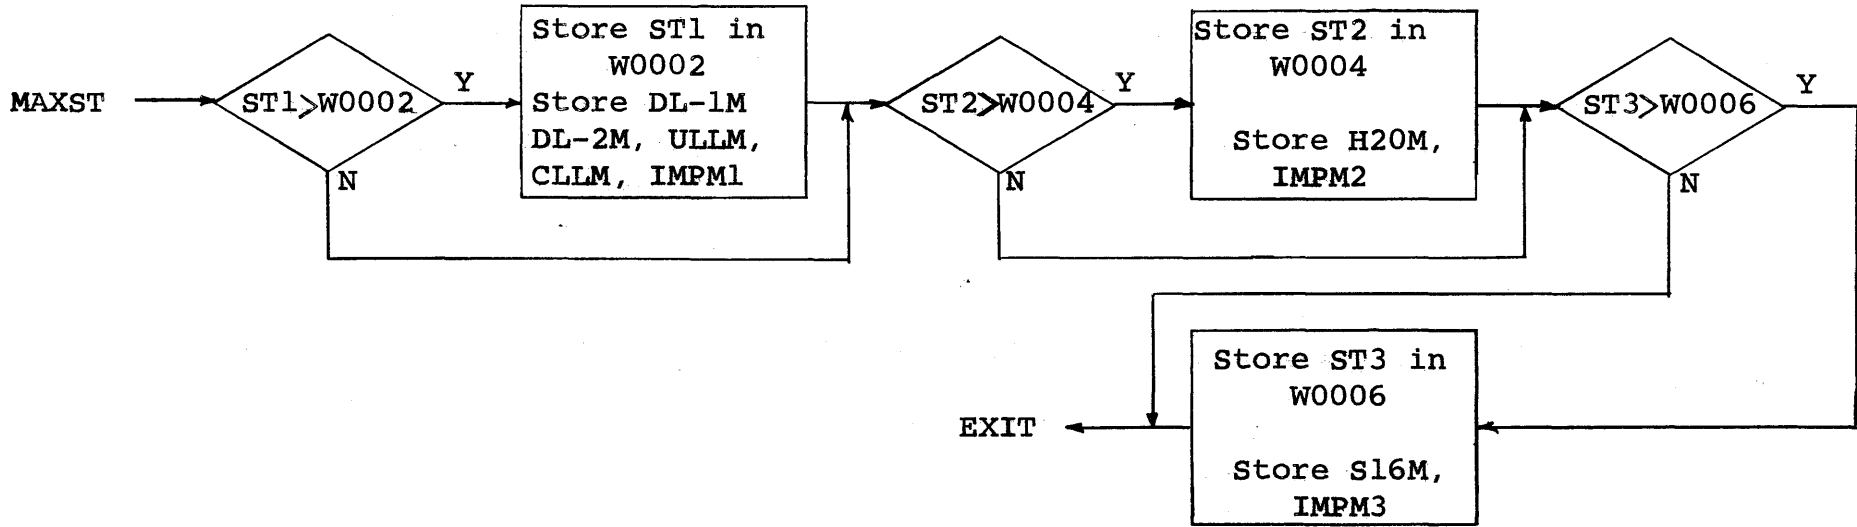 MAXST
ST1>W0002
Y
N
Store ST1 in
W0002
Store DL-1M
DL-2M, ULLM,
CLLM, IMPM1
ST2>W0004
Y
N
Store ST2 in
W0004
Store H20M,
IMPM2
ST3>W0006
Y
N
Store ST3 in
W0006
Store S16M,
IMPM3
EXIT